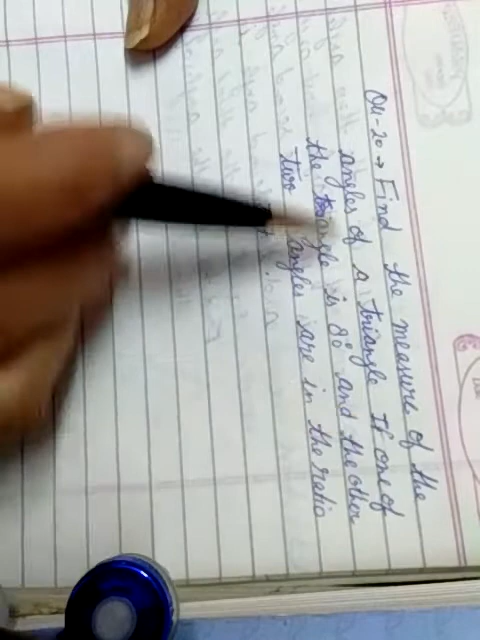 Qu-20→ Find the measure of the
angles of a triangle If one of
the triangle is 80° and the other
two angles are in the ratio